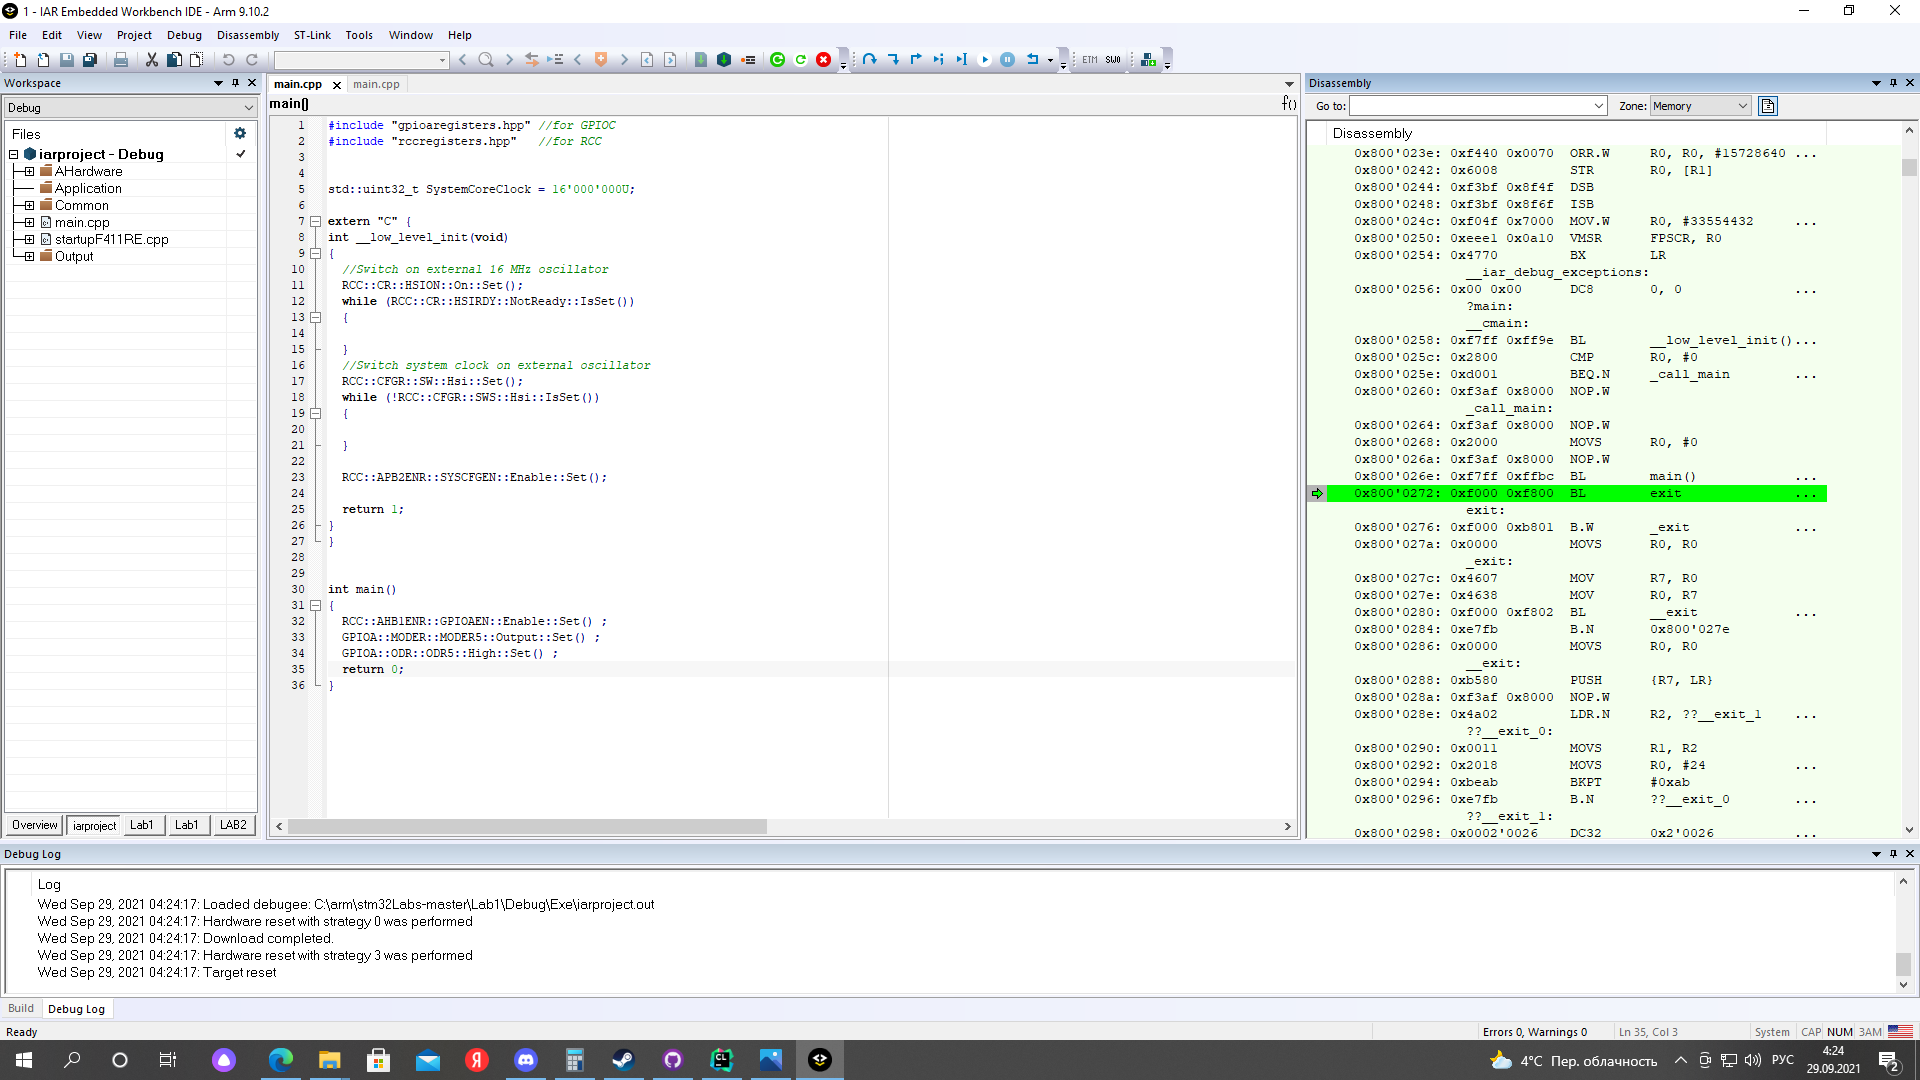 1 - IAR Embedded Workbench IDE - Arm 9.10.2
File Edit View Project Debug Disassembly ST-Link Tools Window Help
ETM SWO
Workspace
Debug
Files
iarproject - Debug
AHardware
Application
Common
main.cpp
startupF411RE.cpp
Output
Overview iarproject Lab1 Lab1 LAB2
main.cpp main.cpp
main() f()
1 #include "gpioaregisters.hpp" //for GPIOC
2 #include "rccregisters.hpp" //for RCC
3
4
5 std::uint32_t SystemCoreClock = 16'000'000U;
6
7 extern "C" {
8 int __low_level_init(void)
9 {
10 //Switch on external 16 MHz oscillator
11 RCC::CR::HSION::On::Set();
12 while (RCC::CR::HSIRDY::NotReady::IsSet())
13 {
14
15 }
16 //Switch system clock on external oscillator
17 RCC::CFGR::SW::Hsi::Set();
18 while (!RCC::CFGR::SWS::Hsi::IsSet())
19 {
20
21 }
22
23 RCC::APB2ENR::SYSCFGEN::Enable::Set();
24
25 return 1;
26 }
27 }
28
29
30 int main()
31 {
32 RCC::AHB1ENR::GPIOAEN::Enable::Set() ;
33 GPIOA::MODER::MODER5::Output::Set() ;
34 GPIOA::ODR::ODR5::High::Set() ;
35 return 0;
36 }
Disassembly
Go to: Zone: Memory
Disassembly
0x800'023e: 0xf440 0x0070 ORR.W R0, R0, #15728640 ...
0x800'0242: 0x6008 STR R0, [R1]
0x800'0244: 0xf3bf 0x8f4f DSB
0x800'0248: 0xf3bf 0x8f6f ISB
0x800'024c: 0xf04f 0x7000 MOV.W R0, #33554432 ...
0x800'0250: 0xeee1 0x0a10 VMSR FPSCR, R0
0x800'0254: 0x4770 BX LR
__iar_debug_exceptions:
0x800'0256: 0x00 0x00 DC8 0, 0 ...
?main:
__cmain:
0x800'0258: 0xf7ff 0xff9e BL __low_level_init()...
0x800'025c: 0x2800 CMP R0, #0
0x800'025e: 0xd001 BEQ.N _call_main ...
0x800'0260: 0xf3af 0x8000 NOP.W
_call_main:
0x800'0264: 0xf3af 0x8000 NOP.W
0x800'0268: 0x2000 MOVS R0, #0
0x800'026a: 0xf3af 0x8000 NOP.W
0x800'026e: 0xf7ff 0xffbc BL main() ...
0x800'0272: 0xf000 0xf800 BL exit ...
exit:
0x800'0276: 0xf000 0xb801 B.W _exit ...
0x800'027a: 0x0000 MOVS R0, R0
_exit:
0x800'027c: 0x4607 MOV R7, R0
0x800'027e: 0x4638 MOV R0, R7
0x800'0280: 0xf000 0xf802 BL __exit ...
0x800'0284: 0xe7fb B.N 0x800'027e
0x800'0286: 0x0000 MOVS R0, R0
__exit:
0x800'0288: 0xb580 PUSH {R7, LR}
0x800'028a: 0xf3af 0x8000 NOP.W
0x800'028e: 0x4a02 LDR.N R2, ??__exit_1 ...
??__exit_0:
0x800'0290: 0x0011 MOVS R1, R2
0x800'0292: 0x2018 MOVS R0, #24 ...
0x800'0294: 0xbeab BKPT #0xab
0x800'0296: 0xe7fb B.N ??__exit_0 ...
??__exit_1:
0x800'0298: 0x0002'0026 DC32 0x2'0026 ...
Debug Log
Log
Wed Sep 29, 2021 04:24:17: Loaded debugee: C:\arm\stm32Labs-master\Lab1\Debug\Exe\iarproject.out
Wed Sep 29, 2021 04:24:17: Hardware reset with strategy 0 was performed
Wed Sep 29, 2021 04:24:17: Download completed.
Wed Sep 29, 2021 04:24:17: Hardware reset with strategy 3 was performed
Wed Sep 29, 2021 04:24:17: Target reset
Build Debug Log
Ready Errors 0, Warnings 0 Ln 35, Col 3 System CAP NUM ЗАМ
Я CL 4°C Пер. облачность РУС 4:24
29.09.2021 2